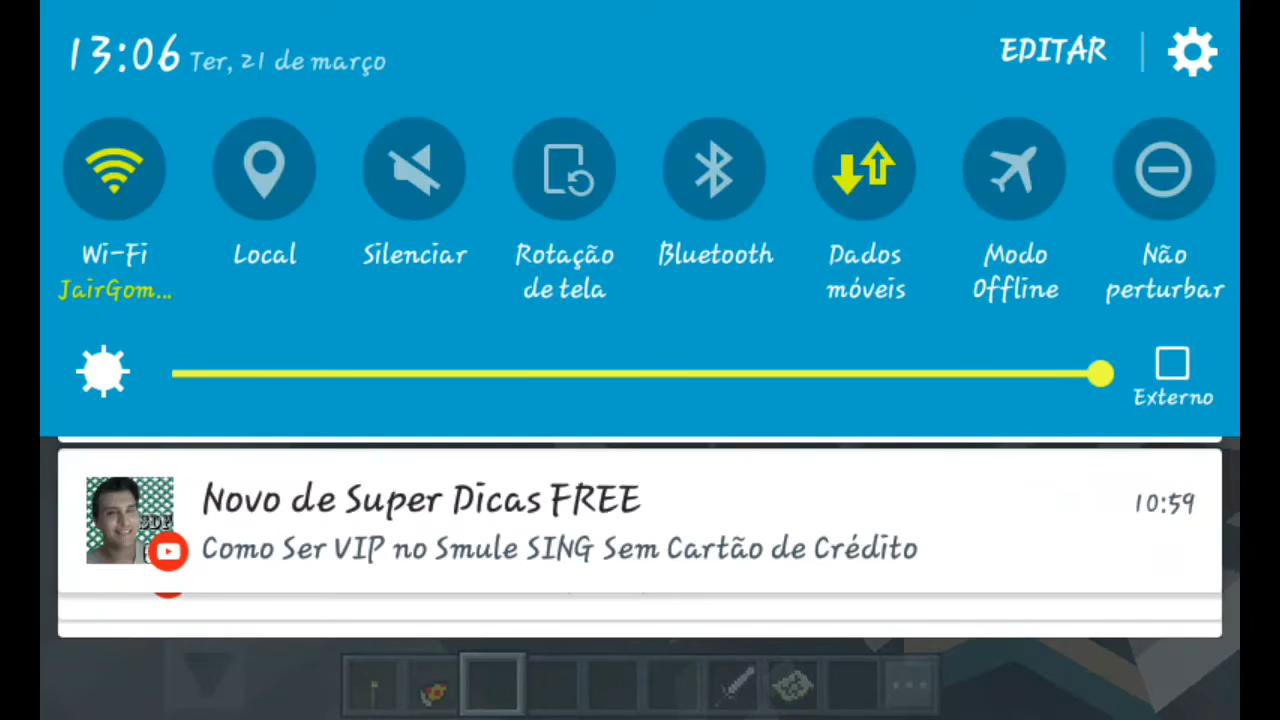 13:06 Ter, 21 de março
EDITAR
Wi-Fi
JairGom...
Local
Silenciar
Rotação
de tela
Bluetooth
Dados
móveis
Modo
Offline
Não
perturbar
Externo
Novo de Super Dicas FREE
10:59
Como Ser VIP no Smule SING Sem Cartão de Crédito
SDF